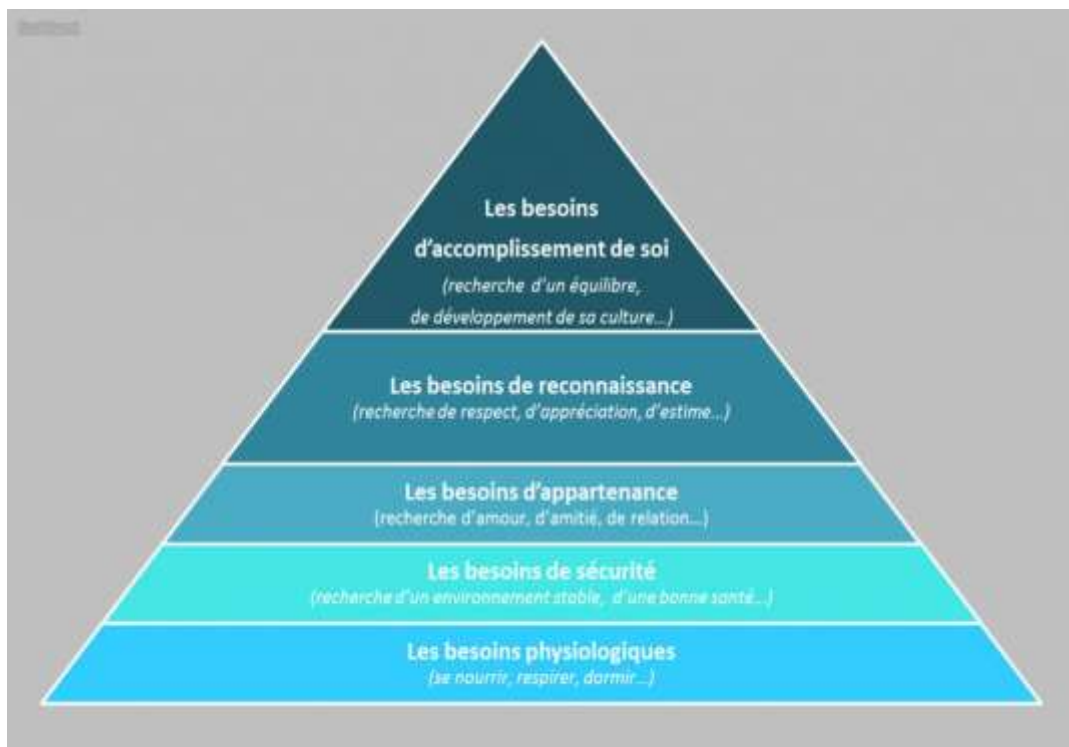 Les besoins
d'accomplissement de soi
(recherche d'un équilibre,
de développement de sa culture...)
Les besoins de reconnaissance
(recherche de respect, d'appréciation, d'estime...)
Les besoins d'appartenance
(recherche d'amour, d'amitié, de relation...)
Les besoins de sécurité
(recherche d'un environnement stable, d'une bonne santé...)
Les besoins physiologiques
(se nourrir, respirer, dormir...)